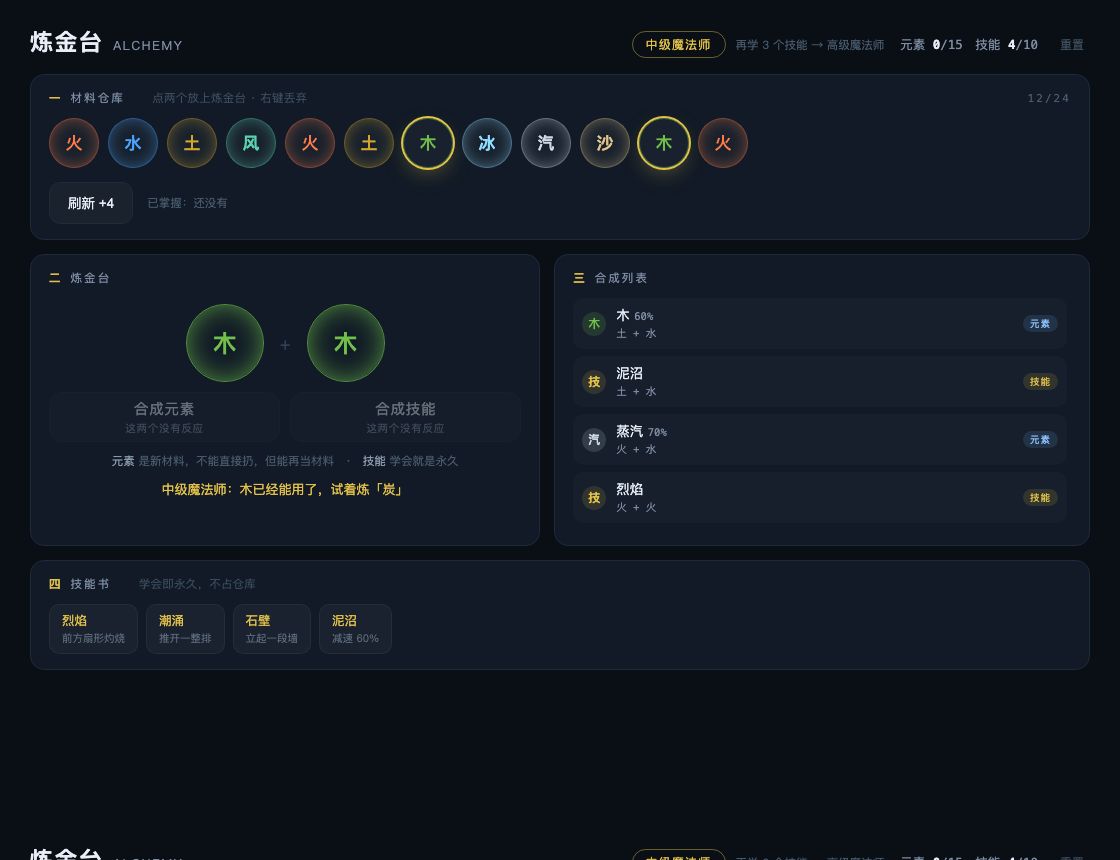 炼金台 ALCHEMY
中级魔法师 再学 3 个技能 → 高级魔法师 元素 0/15 技能 4/10 重置
一 材料仓库 点两个放上炼金台 · 右键丢弃 12/24
火 水 土 风 火 土 木 冰 汽 沙 木 火
刷新 +4 已掌握: 还没有
二 炼金台
木 + 木
合成元素 合成技能
这两个没有反应 这两个没有反应
元素 是新材料, 不能直接扔, 但能再当材料 · 技能 学会就是永久
中级魔法师: 木已经能用了, 试着炼「炭」
三 合成列表
木 木 60% 元素
土 + 水
技 泥沼 技能
土 + 水
汽 蒸汽 70% 元素
火 + 水
技 烈焰 技能
火 + 火
四 技能书 学会即永久, 不占仓库
烈焰 潮涌 石壁 泥沼
前方扇形灼烧 推开一整排 立起一段墙 减速 60%